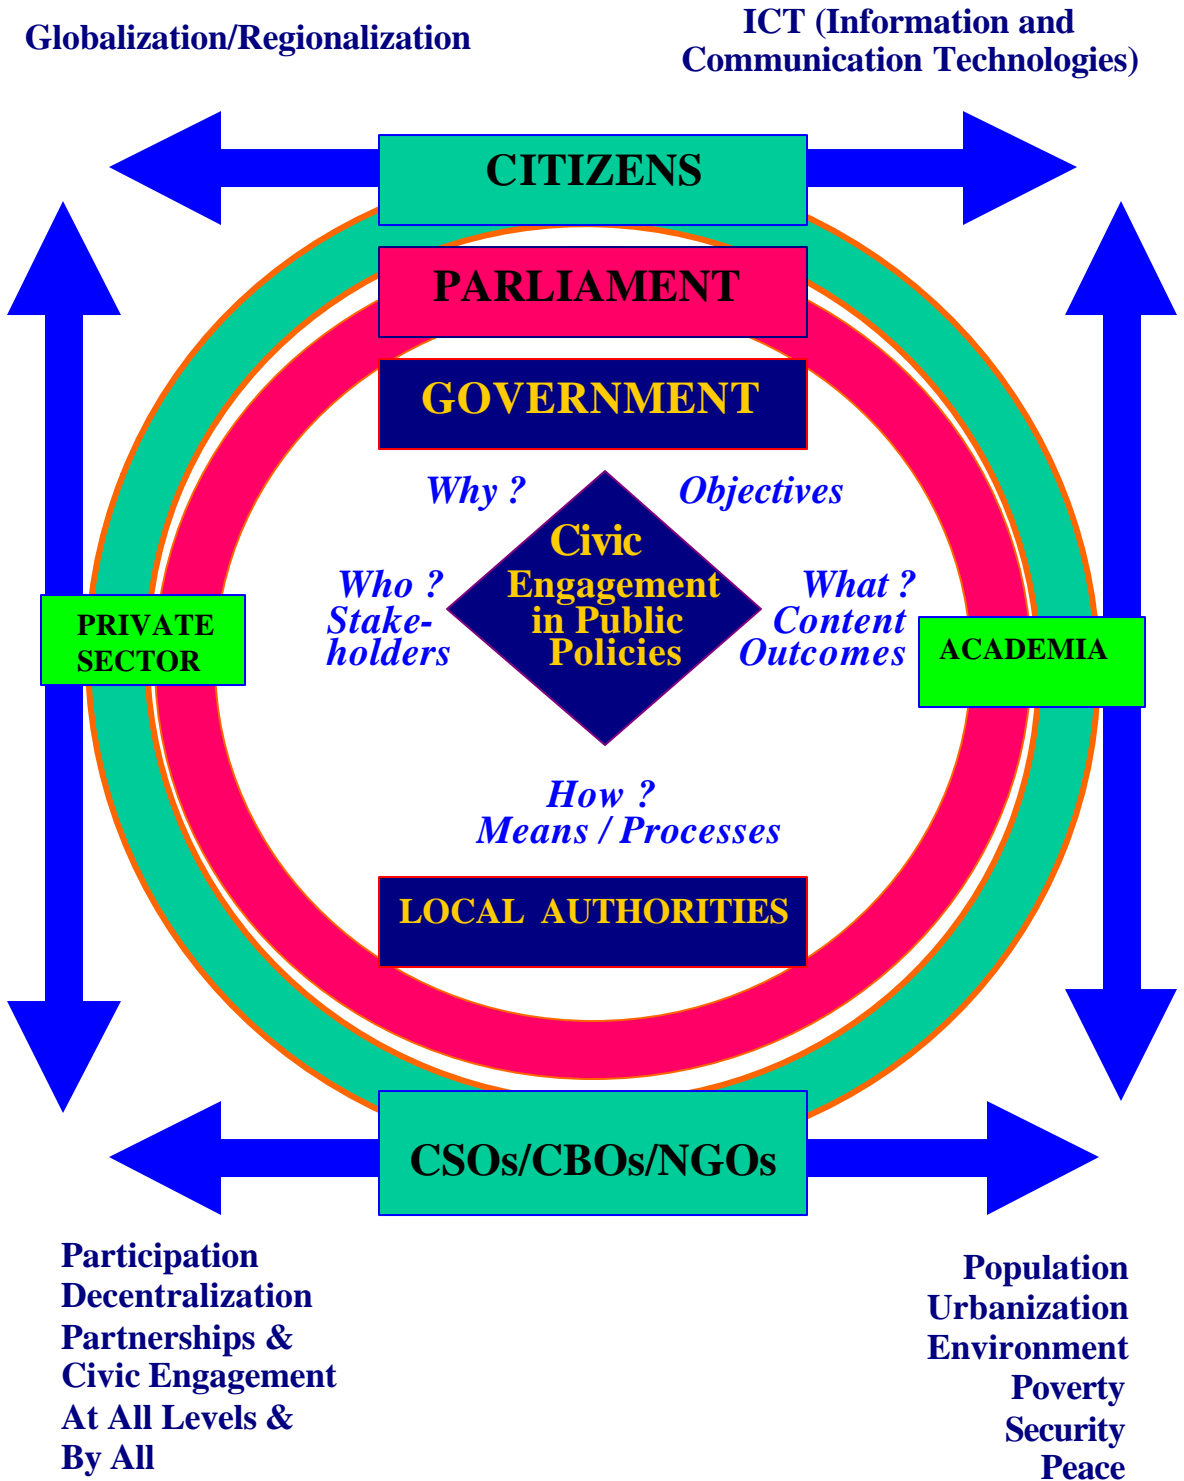 Globalization/Regionalization
ICT (Information and
Communication Technologies)
CITIZENS
PARLIAMENT
GOVERNMENT
Why ?
Objectives
Civic
Engagement
in Public
Policies
Who ?
Stake-
holders
What ?
Content
Outcomes
PRIVATE
SECTOR
ACADEMIA
How ?
Means / Processes
LOCAL AUTHORITIES
CSOs/CBOs/NGOs
Participation
Decentralization
Partnerships &
Civic Engagement
At All Levels &
By All
Population
Urbanization
Environment
Poverty
Security
Peace